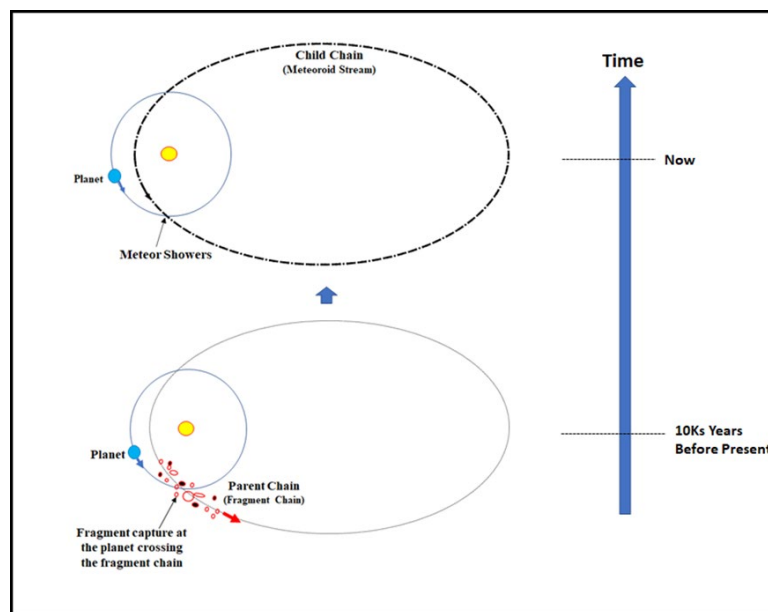 Child Chain
(Meteoroid Stream)
Time
Now
Planet
Meteor Showers
10Ks Years
Before Present
Planet
Parent Chain
(Fragment Chain)
Fragment capture at
the planet crossing
the fragment chain